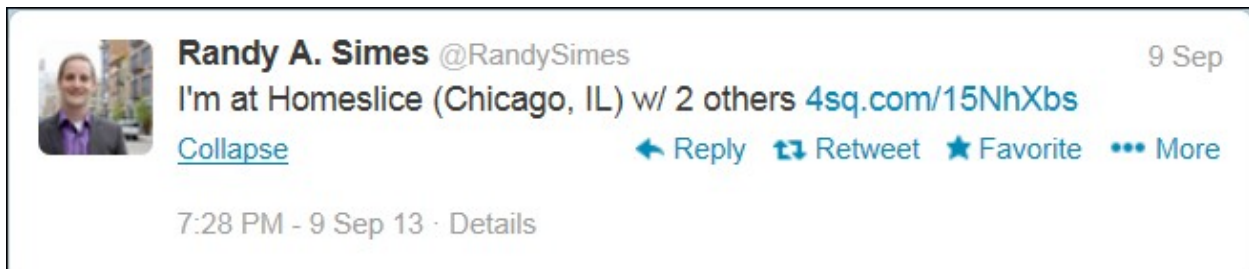 Randy A. Simes @RandySimes 9 Sep
I'm at Homeslice (Chicago, IL) w/ 2 others 4sq.com/15NhXbs
Collapse Reply Retweet Favorite ••• More
7:28 PM - 9 Sep 13 · Details